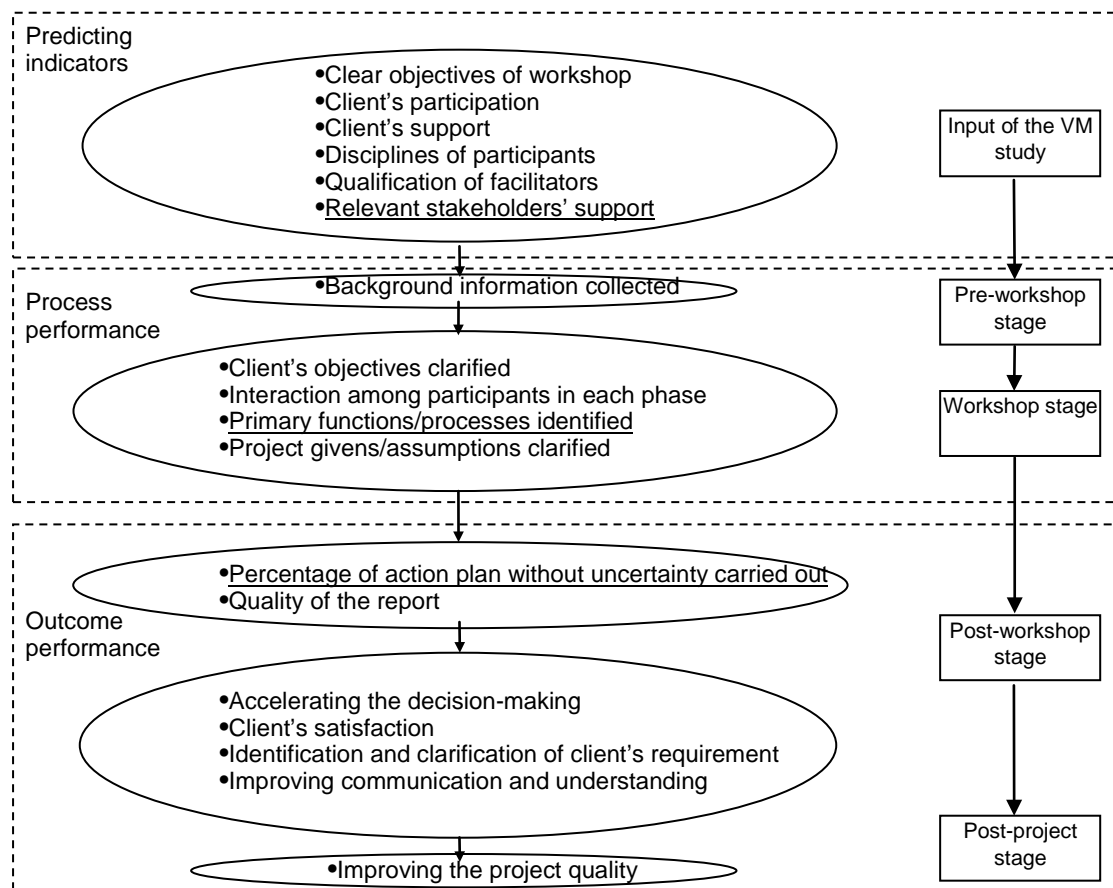 Predicting
indicators
•Clear objectives of workshop
•Client's participation
•Client's support
•Disciplines of participants
•Qualification of facilitators
•Relevant stakeholders' support
Input of the VM
study
Process
performance
•Background information collected
•Client's objectives clarified
•Interaction among participants in each phase
•Primary functions/processes identified
•Project givens/assumptions clarified
Pre-workshop
stage
Workshop stage
Outcome
performance
•Percentage of action plan without uncertainty carried out
•Quality of the report
•Accelerating the decision-making
•Client's satisfaction
•Identification and clarification of client's requirement
•Improving communication and understanding
•Improving the project quality
Post-workshop
stage
Post-project
stage